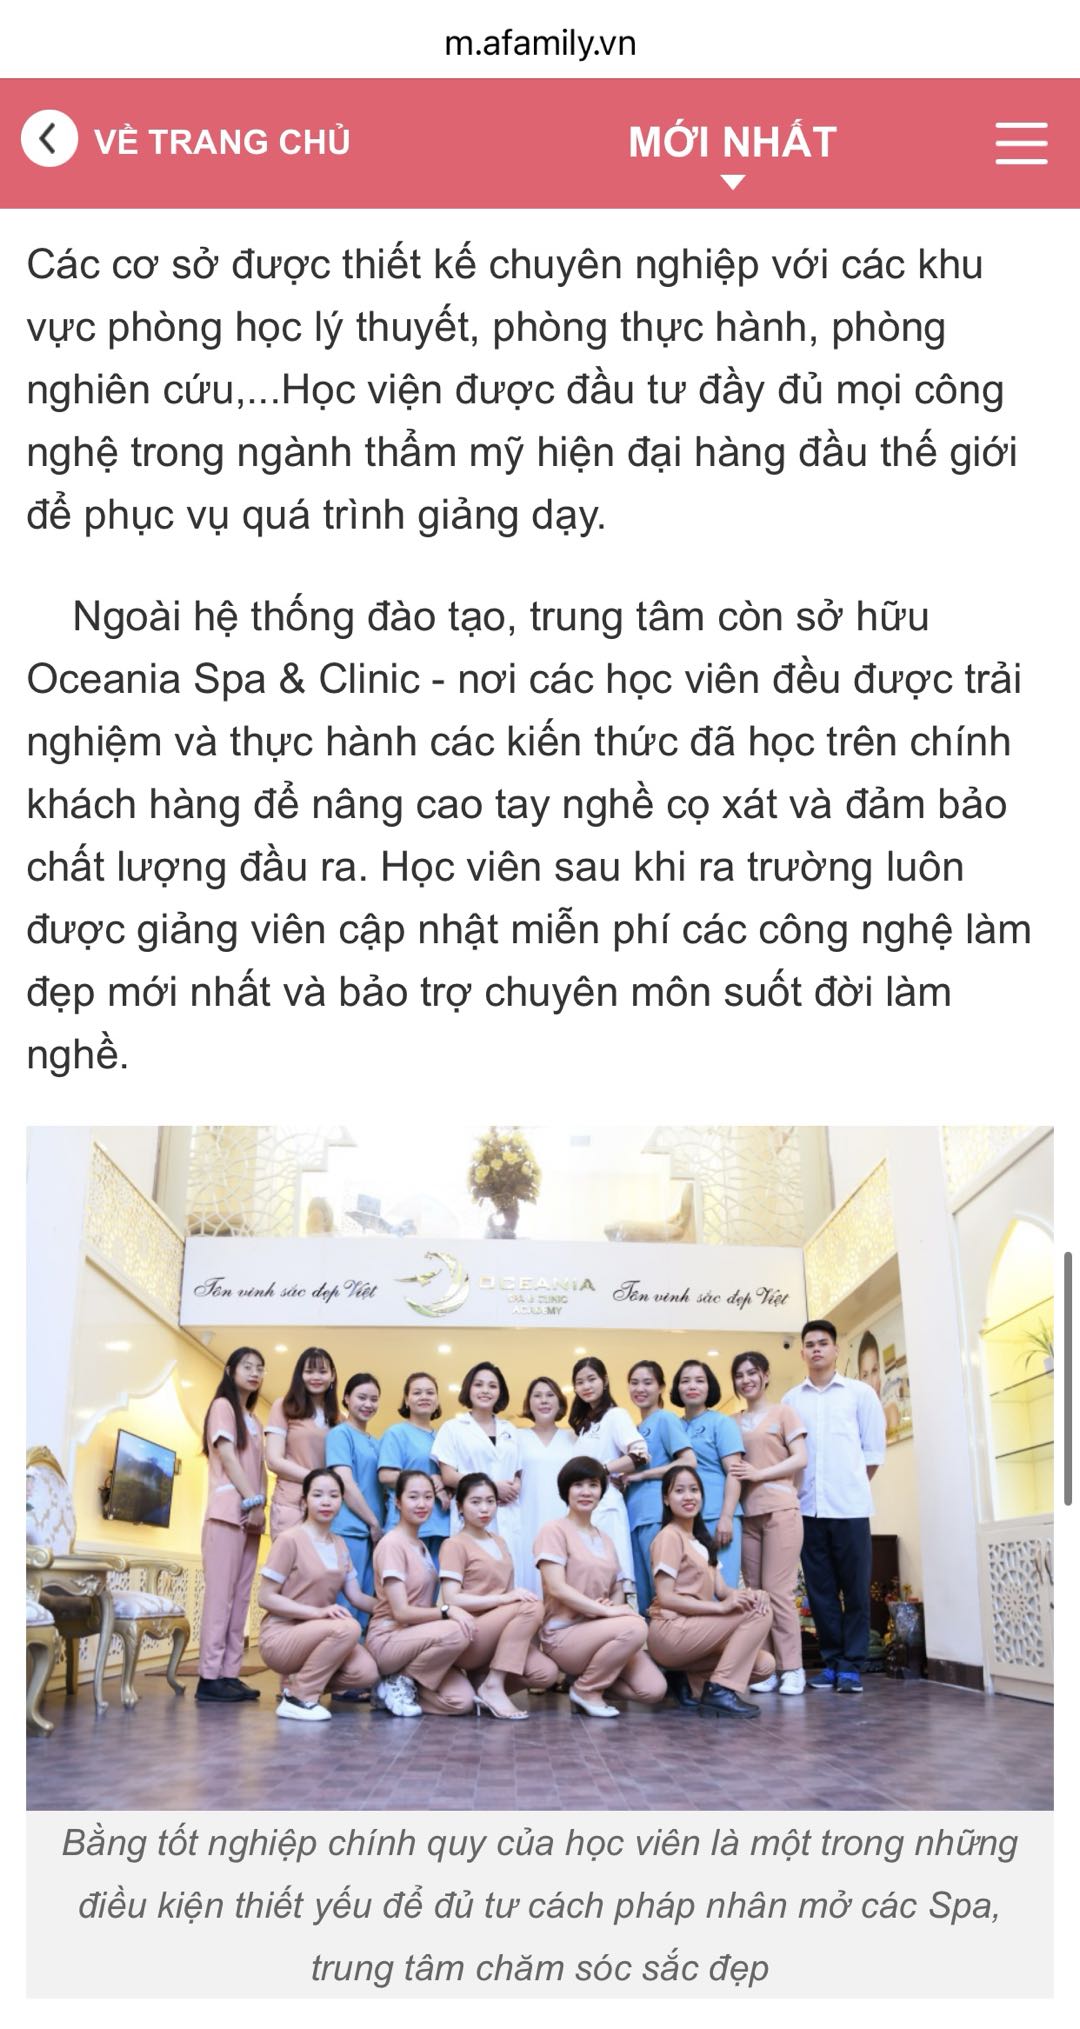 m.afamily.vn
VỀ TRANG CHỦ
MỚI NHẤT
Các cơ sở được thiết kế chuyên nghiệp với các khu
vực phòng học lý thuyết, phòng thực hành, phòng
nghiên cứu,...Học viện được đầu tư đầy đủ mọi công
nghệ trong ngành thẩm mỹ hiện đại hàng đầu thế giới
để phục vụ quá trình giảng dạy.
Ngoài hệ thống đào tạo, trung tâm còn sở hữu
Oceania Spa & Clinic - nơi các học viên đều được trải
nghiệm và thực hành các kiến thức đã học trên chính
khách hàng để nâng cao tay nghề cọ xát và đảm bảo
chất lượng đầu ra. Học viên sau khi ra trường luôn
được giảng viên cập nhật miễn phí các công nghệ làm
đẹp mới nhất và bảo trợ chuyên môn suốt đời làm
nghề.
Tôn vinh sắc đẹp Việt
OCEANIA
SPA & CLINIC
ACADEMY
Tôn vinh sắc đẹp Việt
Bằng tốt nghiệp chính quy của học viên là một trong những
điều kiện thiết yếu để đủ tư cách pháp nhân mở các Spa,
trung tâm chăm sóc sắc đẹp